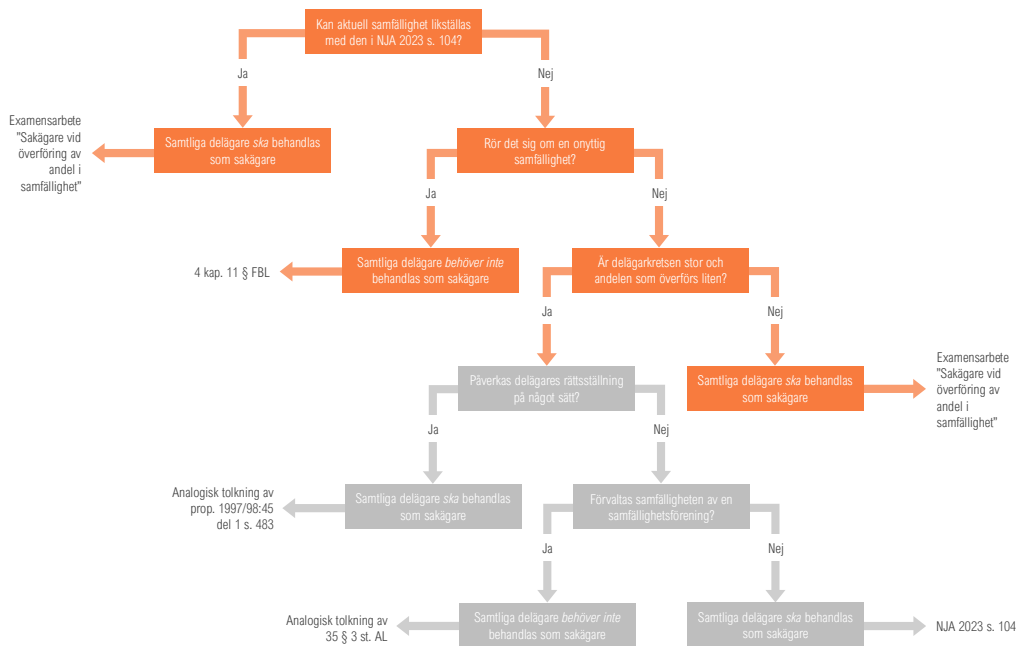 Kan aktuell samfällighet likställas
med den i NJA 2023 s. 104?
Ja
Nej
Examensarbete
"Sakägare vid
överföring av
andel i
samfällighet"
Samtliga delägare ska behandlas
som sakägare
Rör det sig om en onyttig
samfällighet?
Ja
Nej
4 kap. 11 § FBL
Samtliga delägare behöver inte
behandlas som sakägare
Är delägarkretsen stor och
andelen som överförs liten?
Ja
Nej
Påverkas delägares rättsställning
på något sätt?
Samtliga delägare ska behandlas
som sakägare
Examensarbete
"Sakägare vid
överföring av
andel i
samfällighet"
Ja
Nej
Analogisk tolkning av
prop. 1997/98:45
del 1 s. 483
Samtliga delägare ska behandlas
som sakägare
Förvaltas samfälligheten av en
samfällighetsförening?
Ja
Nej
Analogisk tolkning av
35 § 3 st. AL
Samtliga delägare behöver inte
behandlas som sakägare
Samtliga delägare ska behandlas
som sakägare
NJA 2023 s. 104